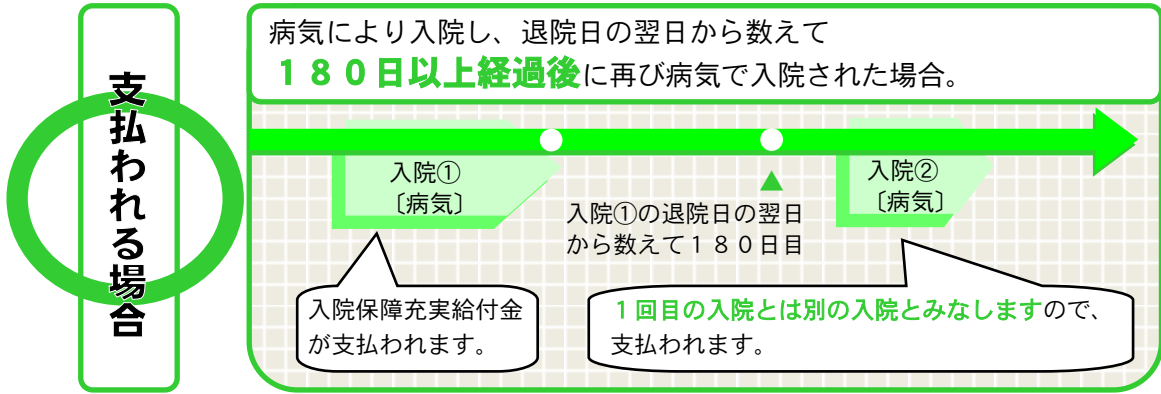 支払われる場合
病気により入院し、退院日の翌日から数えて
１８０日以上経過後に再び病気で入院された場合。
入院①
〔病気〕
入院①の退院日の翌日
から数えて１８０日目
入院②
〔病気〕
入院保障充実給付金
が支払われます。
１回目の入院とは別の入院とみなしますので、
支払われます。